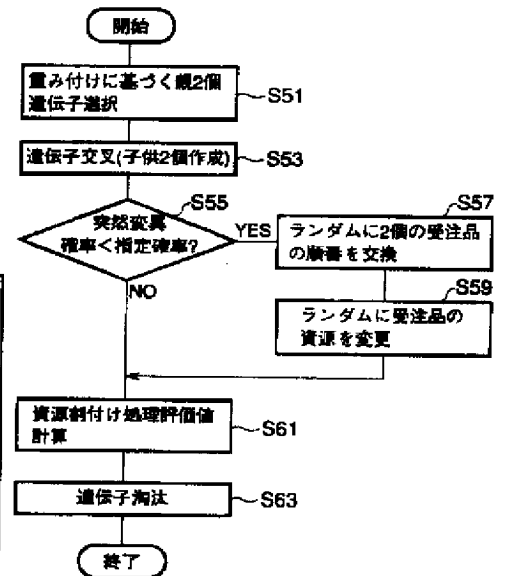 開始
重み付けに基づく親2個
遺伝子選択
S51
遺伝子交叉(子供2個作成)
S53
突然変異
確率<指定確率?
S55
YES
NO
ランダムに2個の受注品
の順番を交換
S57
ランダムに受注品の
資源を変更
S59
資源割付け処理評価値
計算
S61
遺伝子淘汰
S63
終了